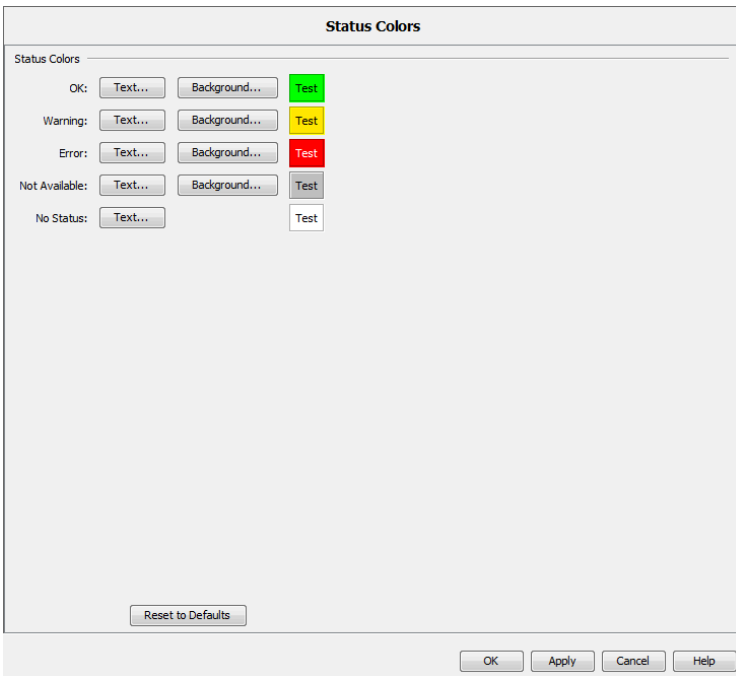 Status Colors
Status Colors
OK: Text... Background... Test
Warning: Text... Background... Test
Error: Text... Background... Test
Not Available: Text... Background... Test
No Status: Text... Test
Reset to Defaults
OK Apply Cancel Help